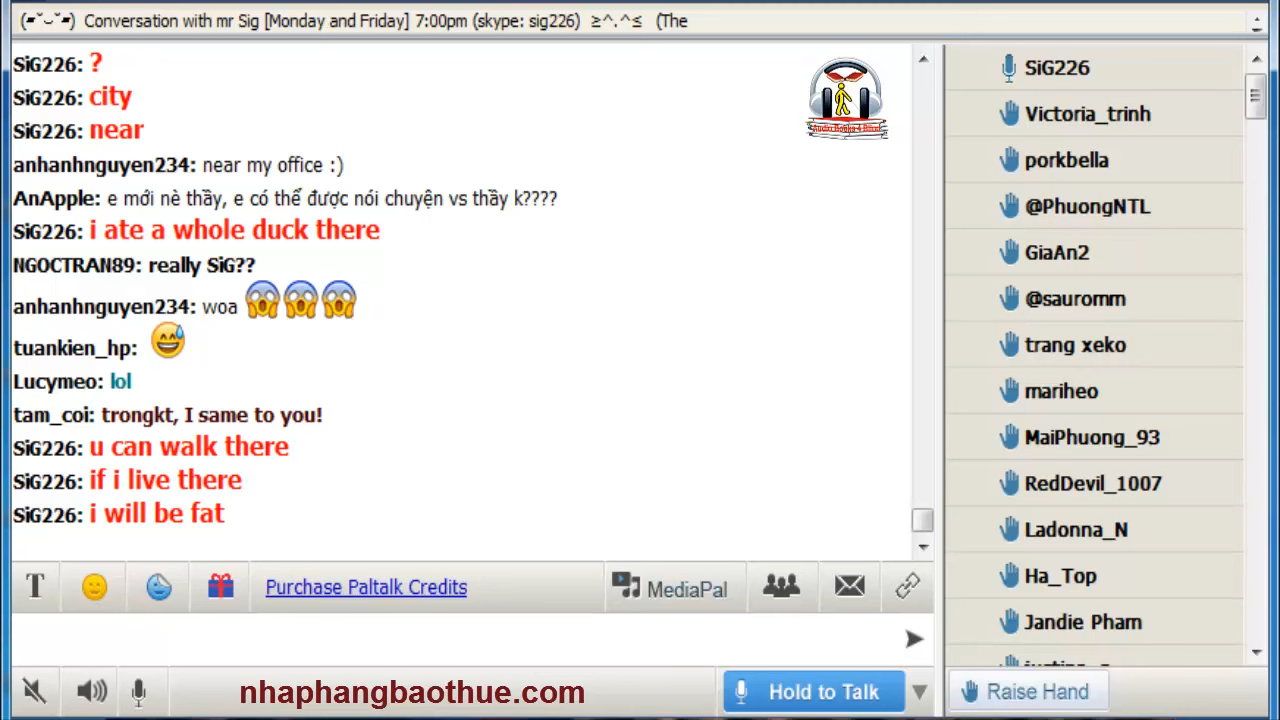 (▰˘◡˘▰) Conversation with mr Sig [Monday and Friday] 7:00pm (skype: sig226) ≥^.^≤ (The
SiG226: ?
SiG226: city
SiG226: near
anhanhnguyen234: near my office :)
AnApple: e mới nè thầy, e có thể được nói chuyện vs thầy k????
SiG226: i ate a whole duck there
NGOCTRAN89: really SiG??
anhanhnguyen234: woa 😱😱😱
tuankien_hp: 😅
Lucymeo: lol
tam_coi: trongkt, I same to you!
SiG226: u can walk there
SiG226: if i live there
SiG226: i will be fat
T
Purchase Paltalk Credits
MediaPal
nhaphangbaothue.com
Hold to Talk
SiG226
Victoria_trinh
porkbella
@PhuongNTL
GiaAn2
@sauromm
trang xeko
mariheo
MaiPhuong_93
RedDevil_1007
Ladonna_N
Ha_Top
Jandie Pham
Raise Hand